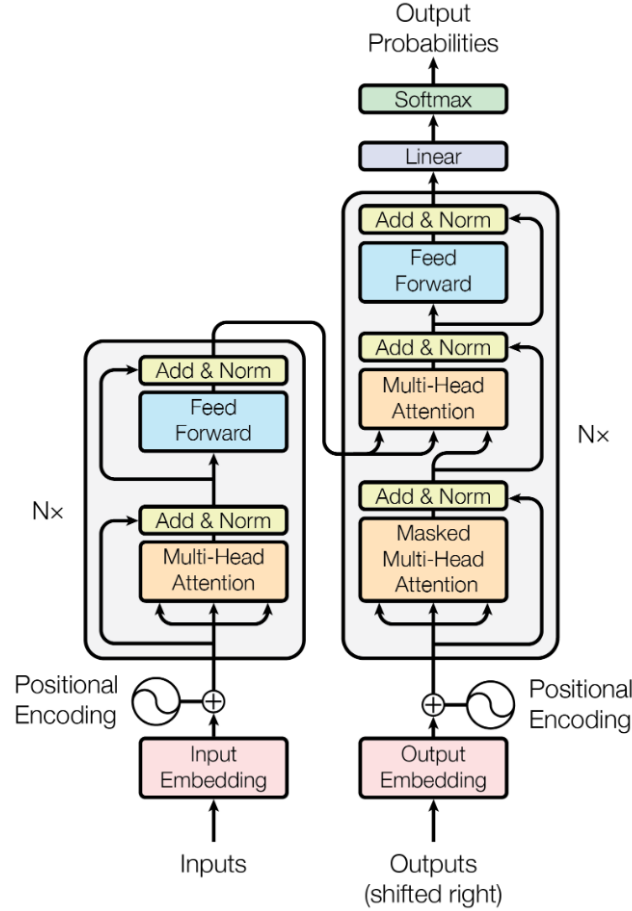 Output
Probabilities
Softmax
Linear
Add & Norm
Feed
Forward
Add & Norm
Multi-Head
Attention
Add & Norm
Masked
Multi-Head
Attention
N×
Add & Norm
Feed
Forward
Add & Norm
Multi-Head
Attention
N×
Positional
Encoding
Positional
Encoding
Input
Embedding
Output
Embedding
Inputs
Outputs
(shifted right)